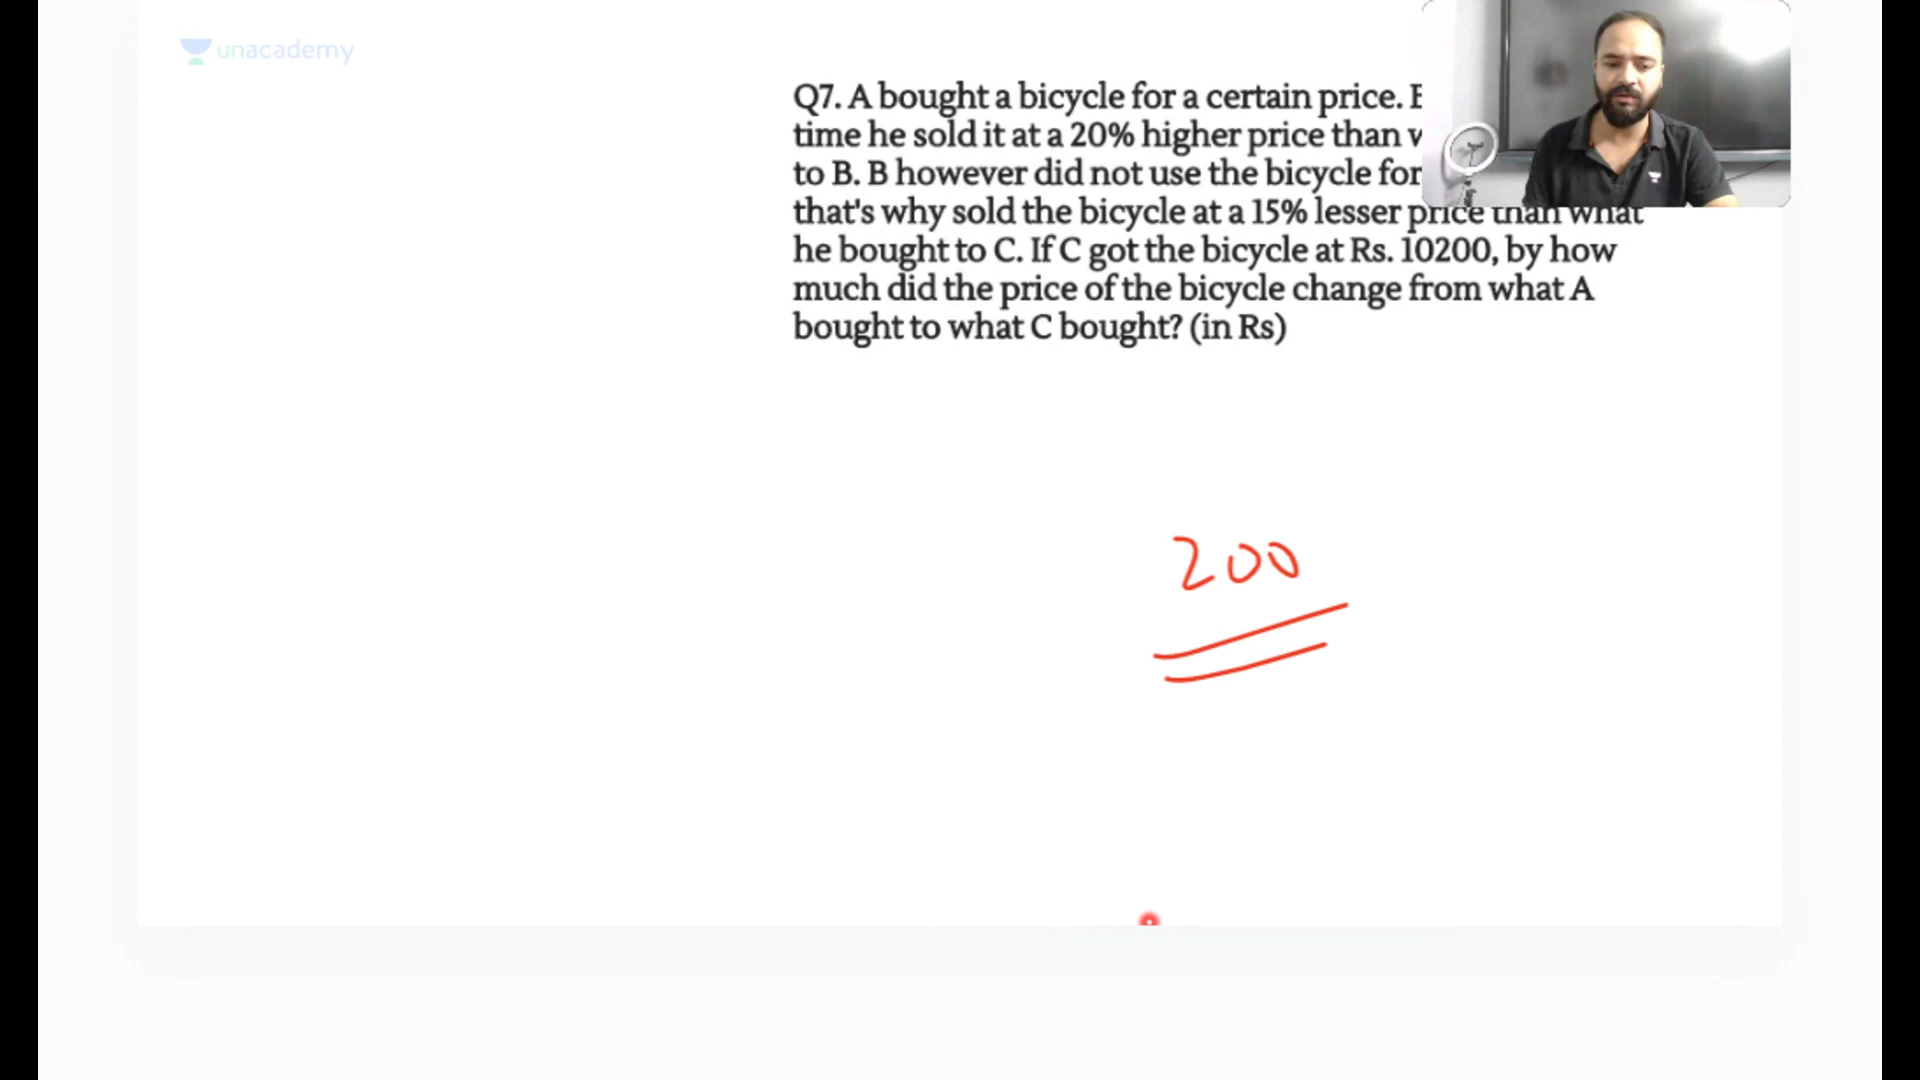 unacademy
Q7. A bought a bicycle for a certain price.
time he sold it at a 20% higher price than
to B. B however did not use the bicycle for
that's why sold the bicycle at a 15% lesser price than what
he bought to C. If C got the bicycle at Rs. 10200, by how
much did the price of the bicycle change from what A
bought to what C bought? (in Rs)
200